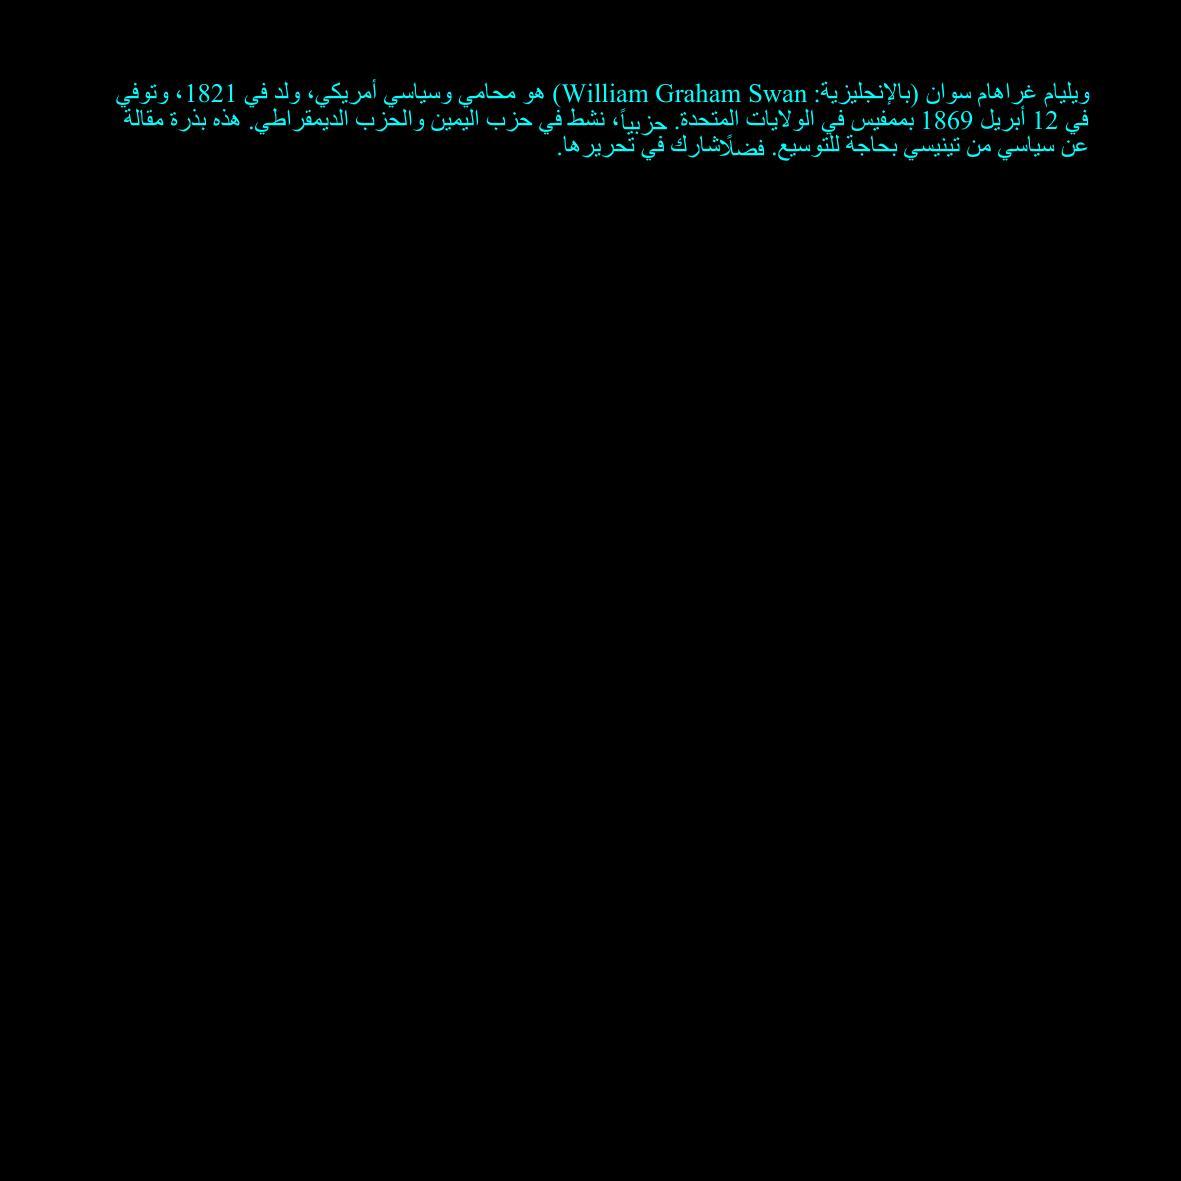 ويليام غراهام سوان (بالإنجليزية: William Graham Swan) هو محامي وسياسي أمريكي، ولد في 1821، وتوفي
في 12 أبريل 1869 بممفيس في الولايات المتحدة. حزبياً، نشط في حزب اليمين والحزب الديمقراطي. هذه بذرة مقالة
عن سياسي من تينيسي بحاجة للتوسيع. فضلًاشارك في تحريرها.